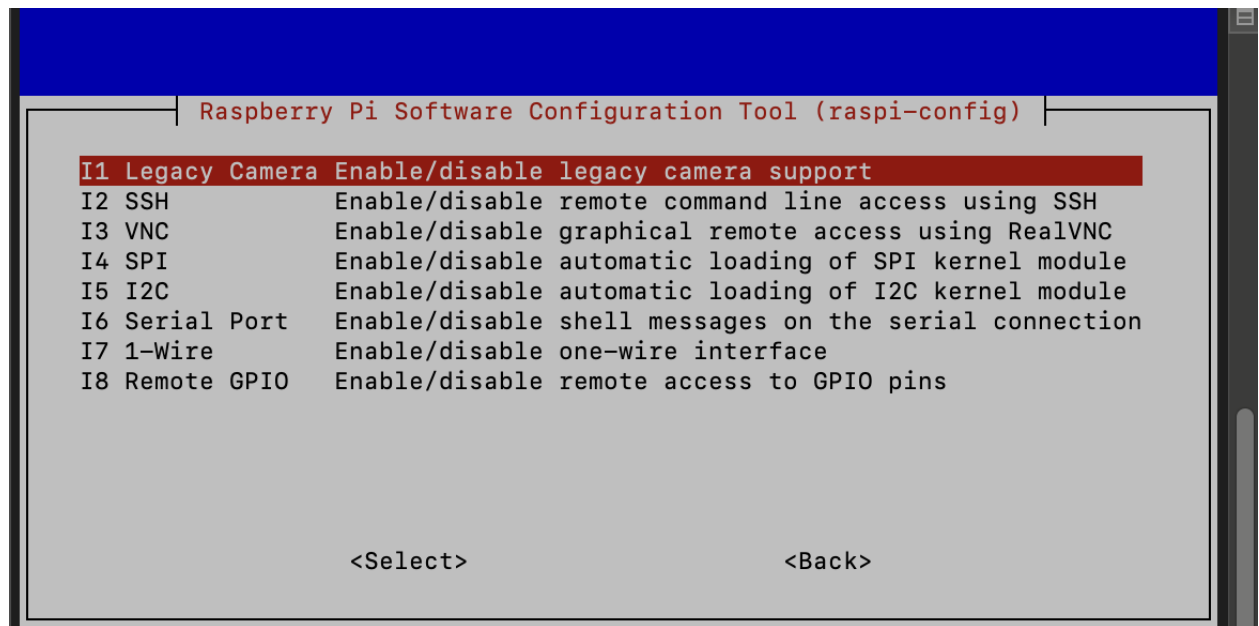 Raspberry Pi Software Configuration Tool (raspi-config)
I1 Legacy Camera Enable/disable legacy camera support
I2 SSH Enable/disable remote command line access using SSH
I3 VNC Enable/disable graphical remote access using RealVNC
I4 SPI Enable/disable automatic loading of SPI kernel module
I5 I2C Enable/disable automatic loading of I2C kernel module
I6 Serial Port Enable/disable shell messages on the serial connection
I7 1-Wire Enable/disable one-wire interface
I8 Remote GPIO Enable/disable remote access to GPIO pins
<Select> <Back>